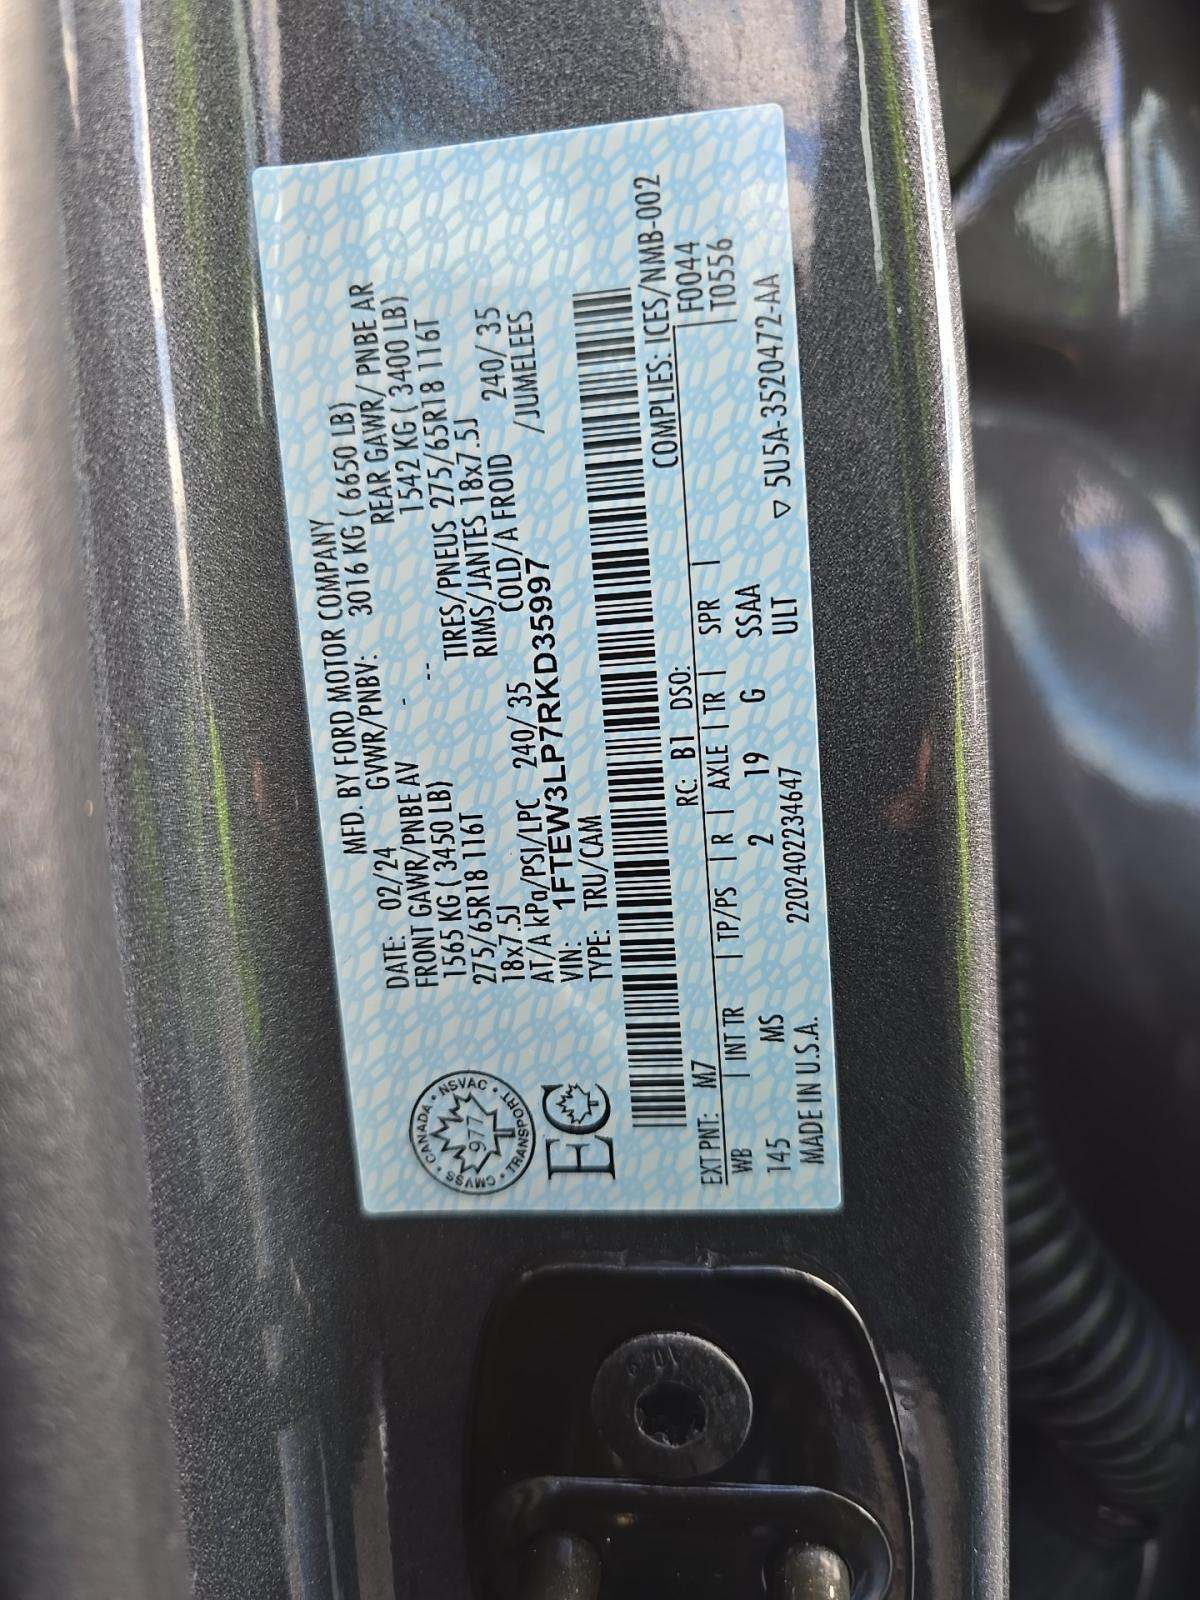 MFD. BY FORD MOTOR COMPANY
DATE: 02/24 GVWR/PNBV: 3016 KG ( 6650 LB)
FRONT GAWR/PNBE AV - REAR GAWR/ PNBE AR
1565 KG ( 3450 LB) -- 1542 KG ( 3400 LB)
275/65R18 116T TIRES/PNEUS 275/65R18 116T
18x7.5J RIMS/JANTES 18x7.5J
AT/A kPa/PSI/LPC 240/ 35 COLD/A FROID 240/ 35
VIN: 1FTEW3LP7RKD35997 /JUMELEES
TYPE: TRU/CAM
CANADA • NSVAC • TRANSPORT • CMVSS •
977
EC
COMPLIES: ICES/NMB-002
EXT PNT: M7 RC: B1 DSO: F0044
WB | INT TR | TP/PS | R | AXLE | TR | SPR | T0556
145 MS 2 19 G SSAA
MADE IN U.S.A. 220240223​4647 ULT ▽ 5U5A-3520472-AA